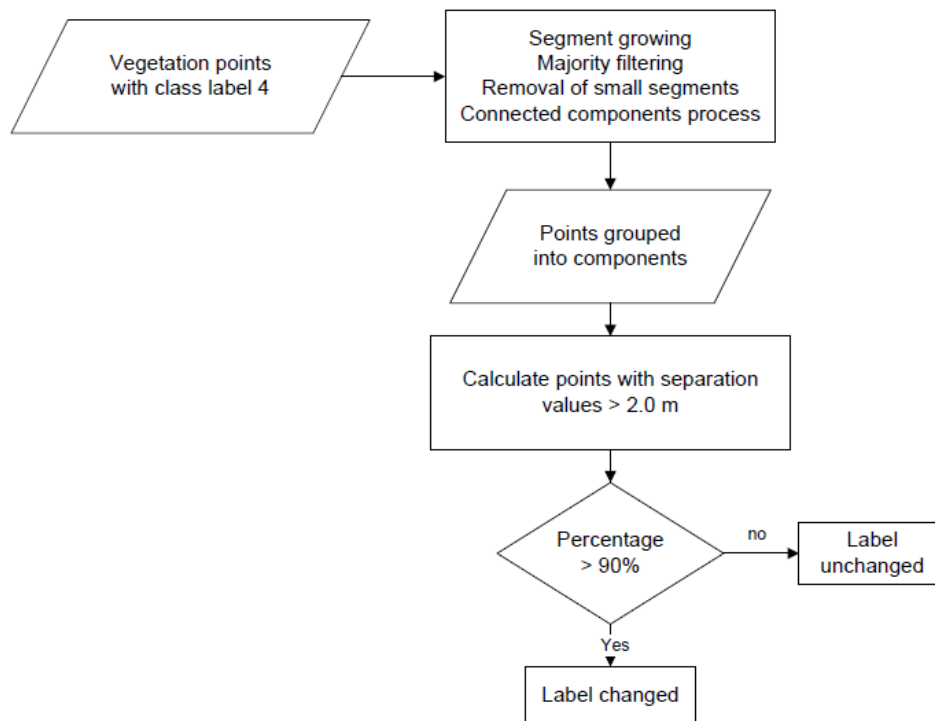 Vegetation points
with class label 4
Segment growing
Majority filtering
Removal of small segments
Connected components process
Points grouped
into components
Calculate points with separation
values > 2.0 m
Percentage
> 90%
no
Label
unchanged
Yes
Label changed